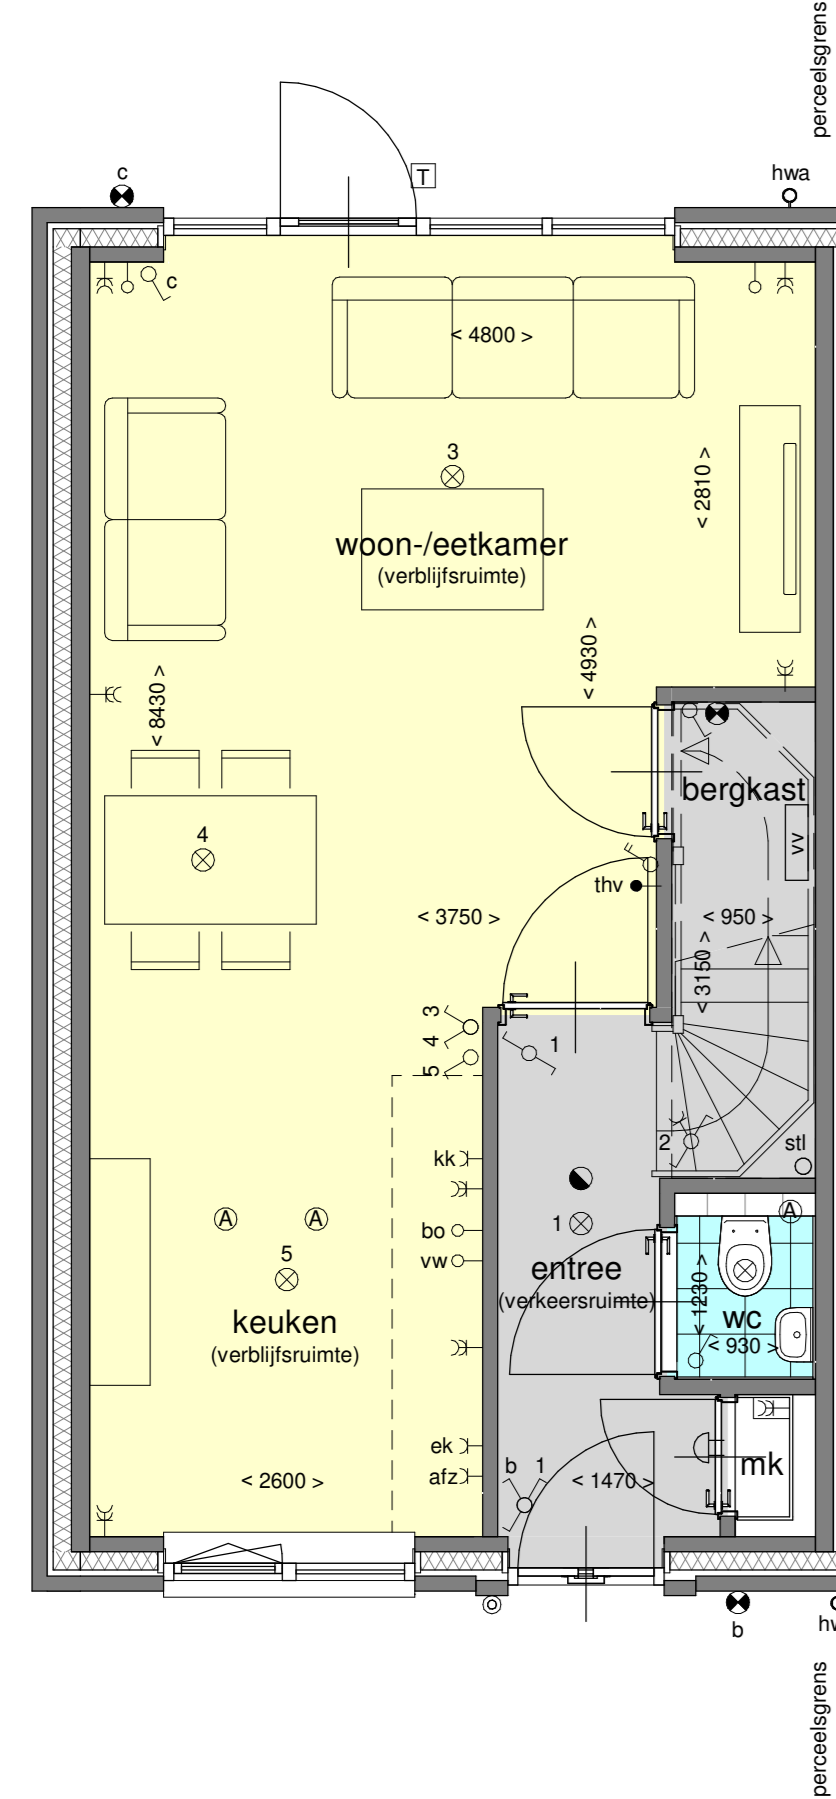 perceelsgrens
c
T
hwa
c
< 4800 >
3
< 2810 >
woon-/eetkamer
(verblijfsruimte)
< 4930 >
< 8430 >
bergkast
4
vv
thv
< 3750 >
< 950 >
< 3150 >
3
4
5
1
2
stl
kk
A
A
A
bo
1
5
vw
entree
(verkeersruimte)
< 1230 >
wc
< 930 >
keuken
(verblijfsruimte)
ek
afz
b
1
mk
< 2600 >
< 1470 >
b
perceelsgrens